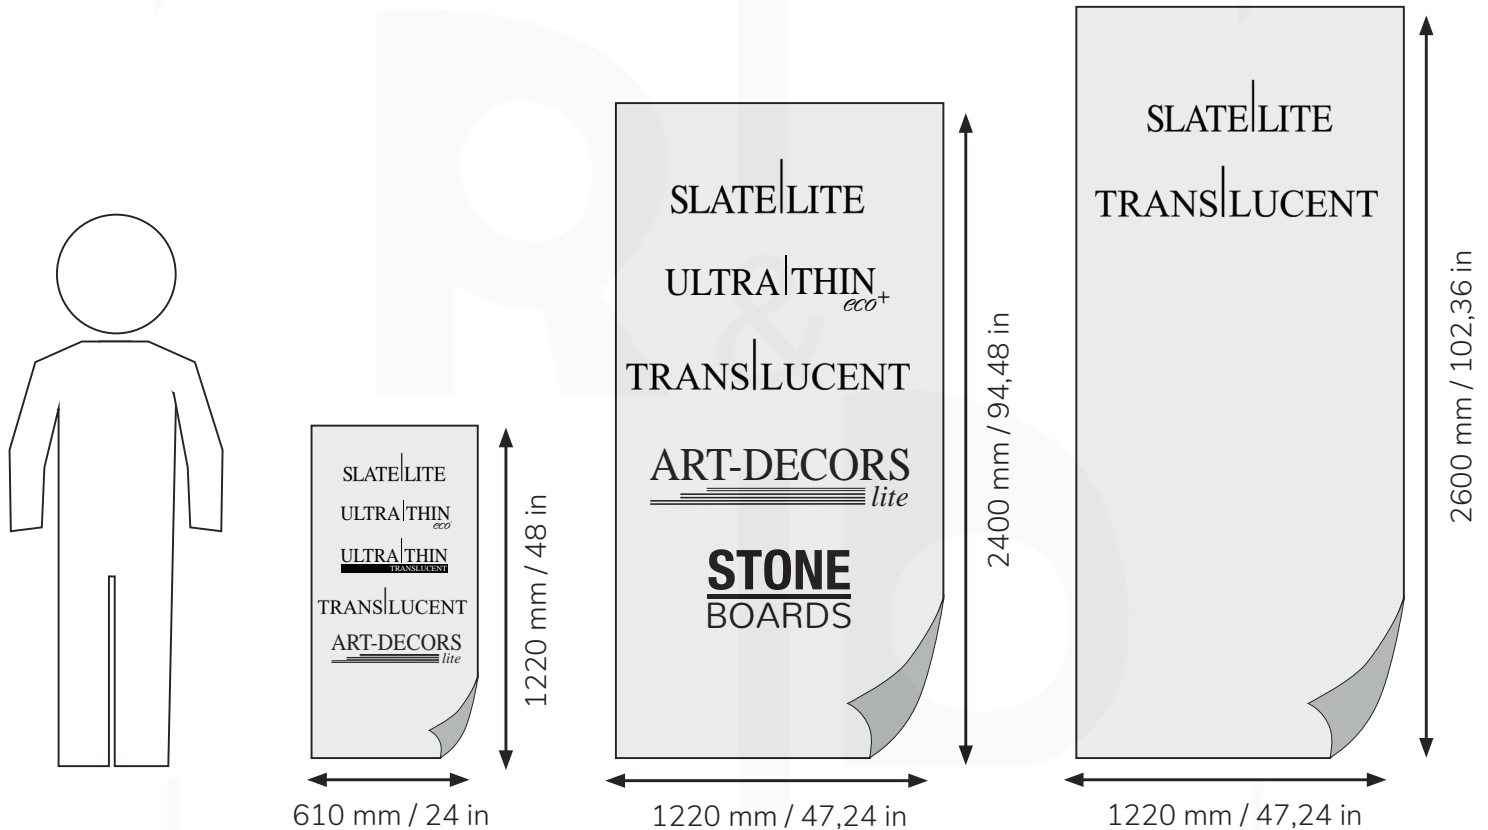 SLATE|LITE
ULTRA|THIN
eco
ULTRA|THIN
TRANSLUCENT
TRANS|LUCENT
ART-DECORS
lite
1220 mm / 48 in
610 mm / 24 in
SLATE|LITE
ULTRA|THIN
eco+
TRANS|LUCENT
ART-DECORS
lite
STONE
BOARDS
2400 mm / 94,48 in
1220 mm / 47,24 in
SLATE|LITE
TRANS|LUCENT
2600 mm / 102,36 in
1220 mm / 47,24 in
R&D